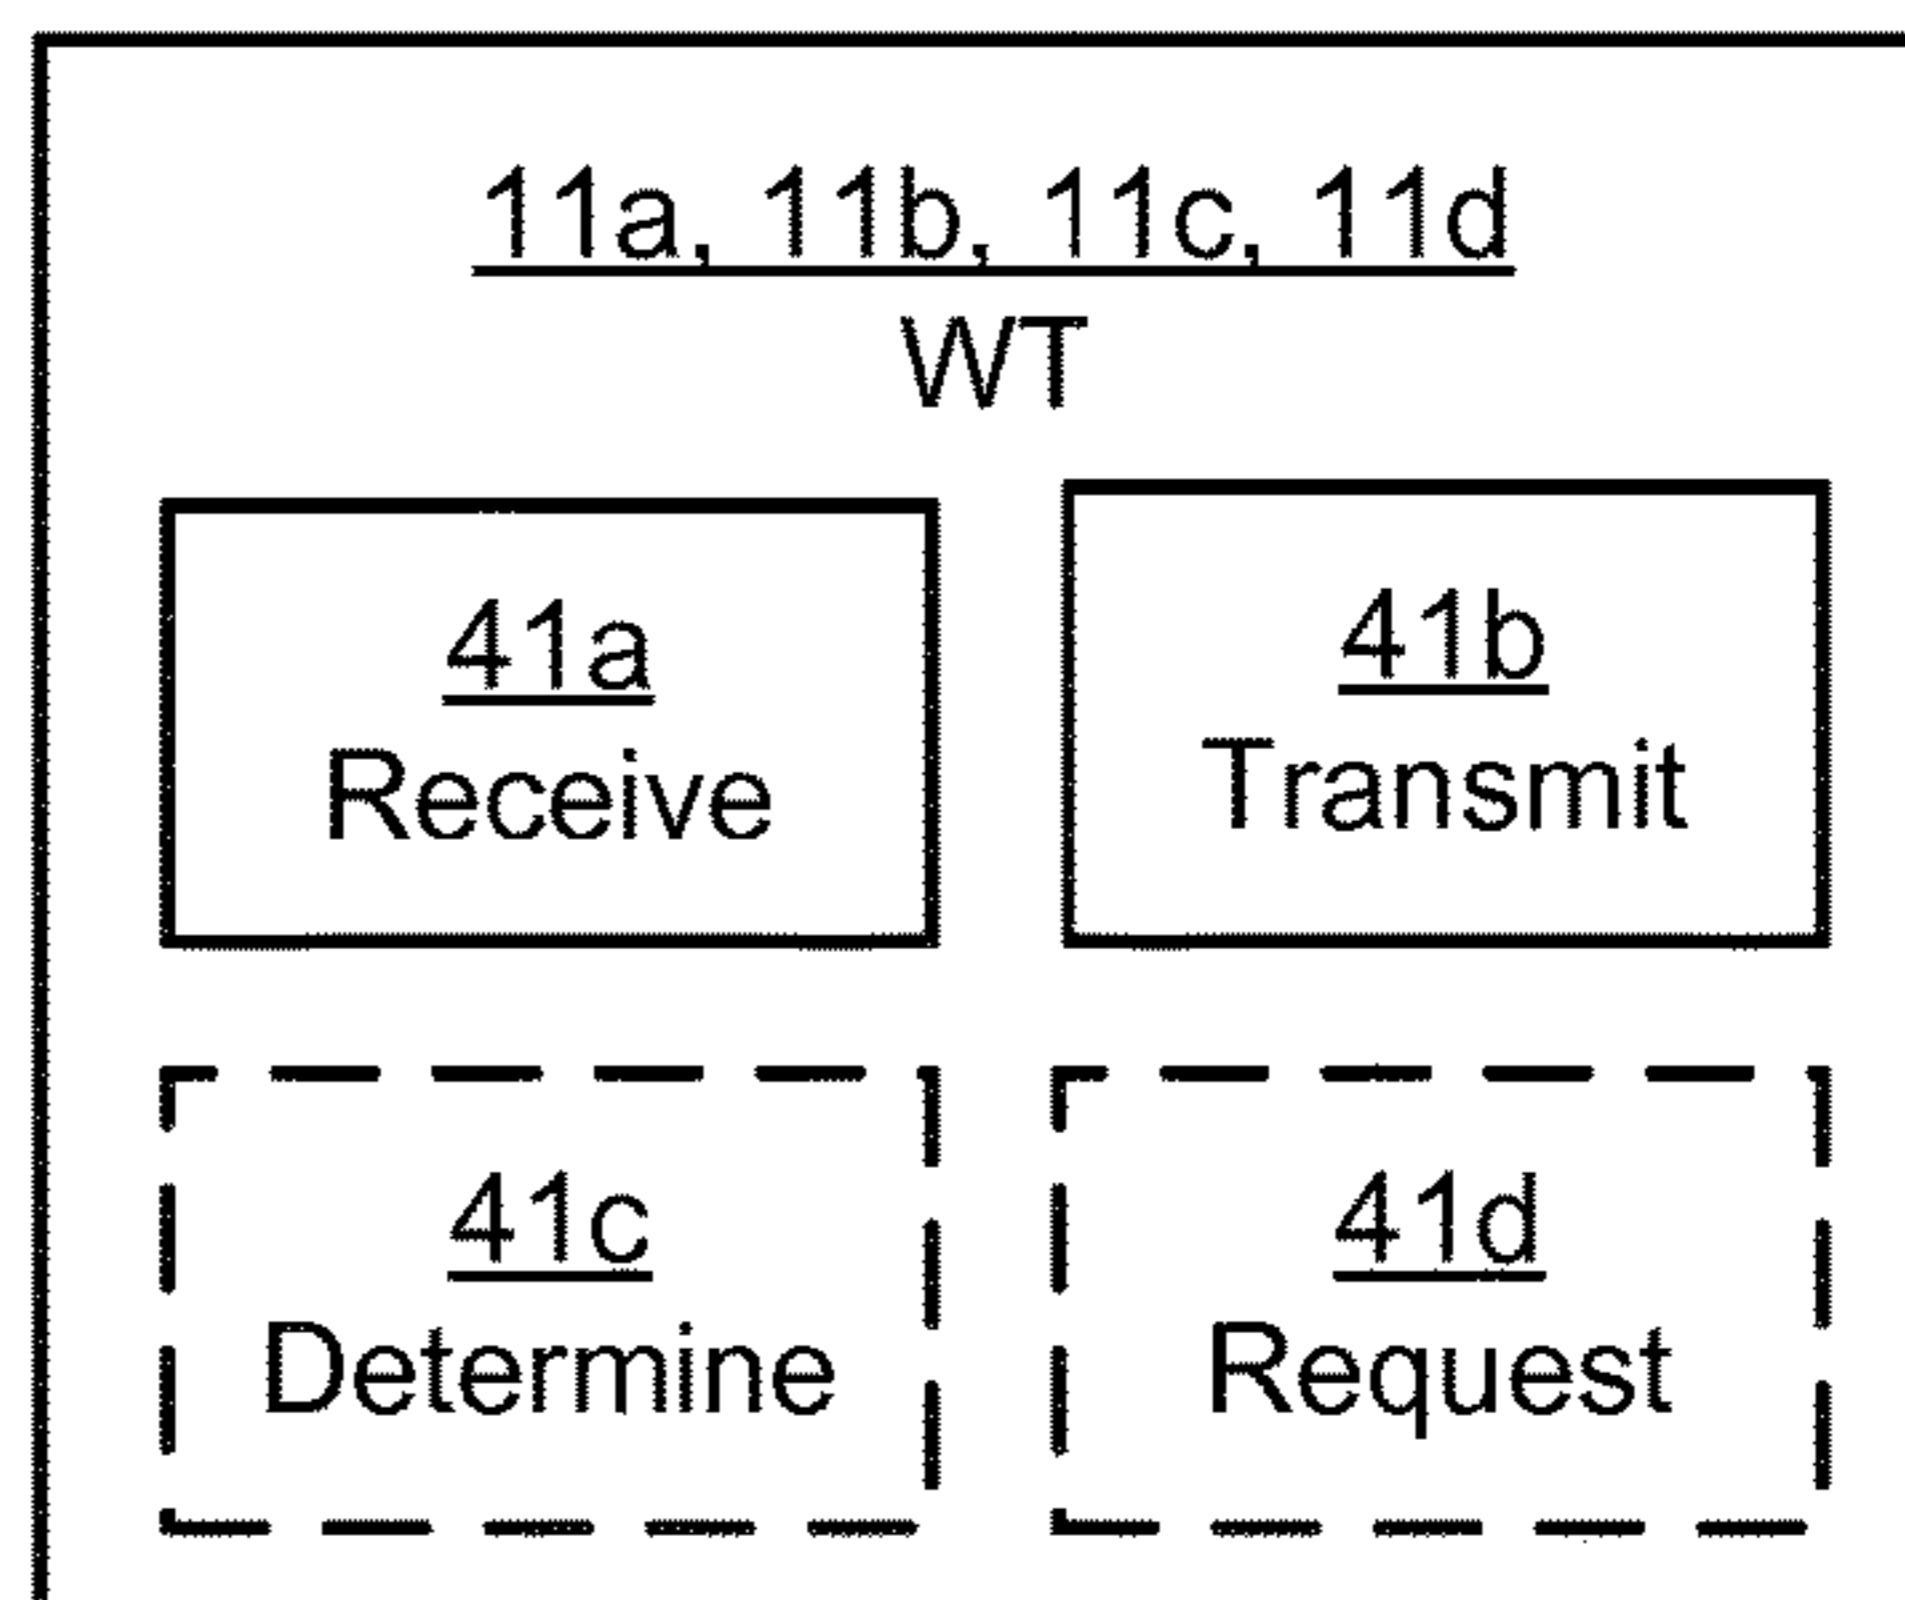 11a, 11b, 11c, 11d
WT
41a
Receive
41b
Transmit
41c
Determine
41d
Request